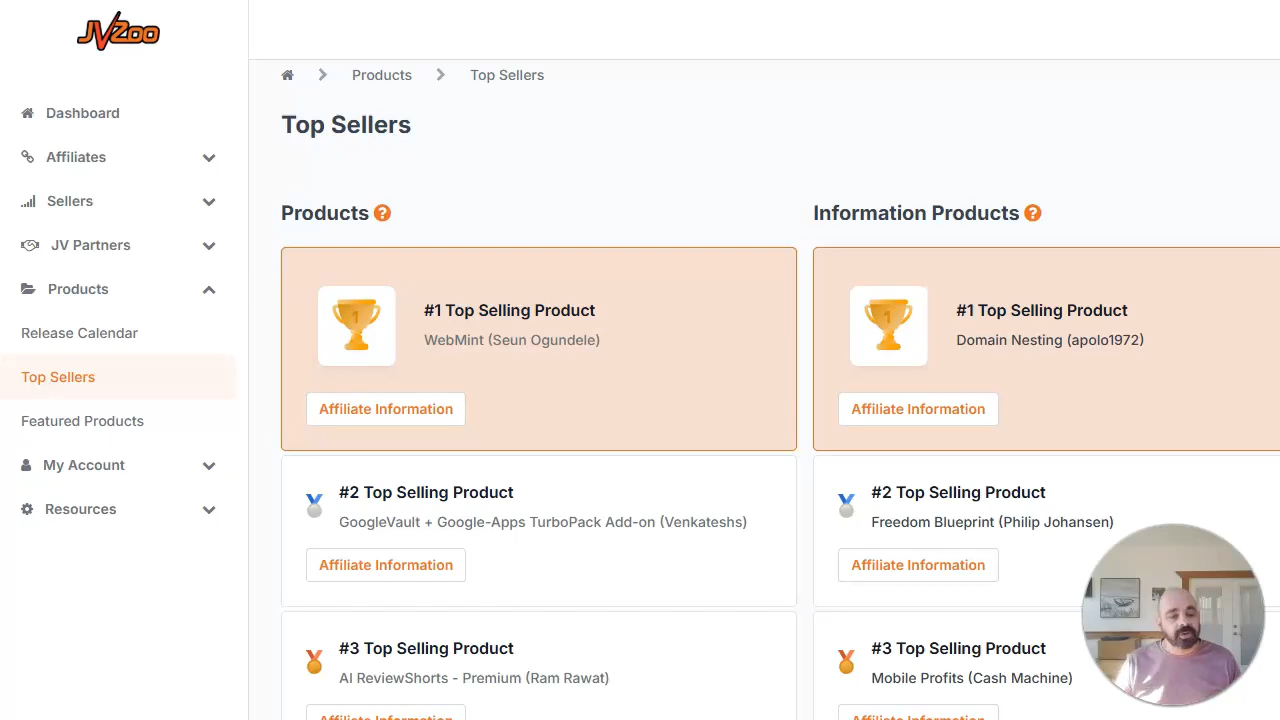 JVZoo
Dashboard
Affiliates
Sellers
JV Partners
Products
Release Calendar
Top Sellers
Featured Products
My Account
Resources
Products Top Sellers
Top Sellers
Products ?
#1 Top Selling Product
WebMint (Seun Ogundele)
Affiliate Information
#2 Top Selling Product
GoogleVault + Google-Apps TurboPack Add-on (Venkateshs)
Affiliate Information
#3 Top Selling Product
AI ReviewShorts - Premium (Ram Rawat)
Affiliate Information
Information Products ?
#1 Top Selling Product
Domain Nesting (apolo1972)
Affiliate Information
#2 Top Selling Product
Freedom Blueprint (Philip Johansen)
Affiliate Information
#3 Top Selling Product
Mobile Profits (Cash Machine)
Affiliate Information